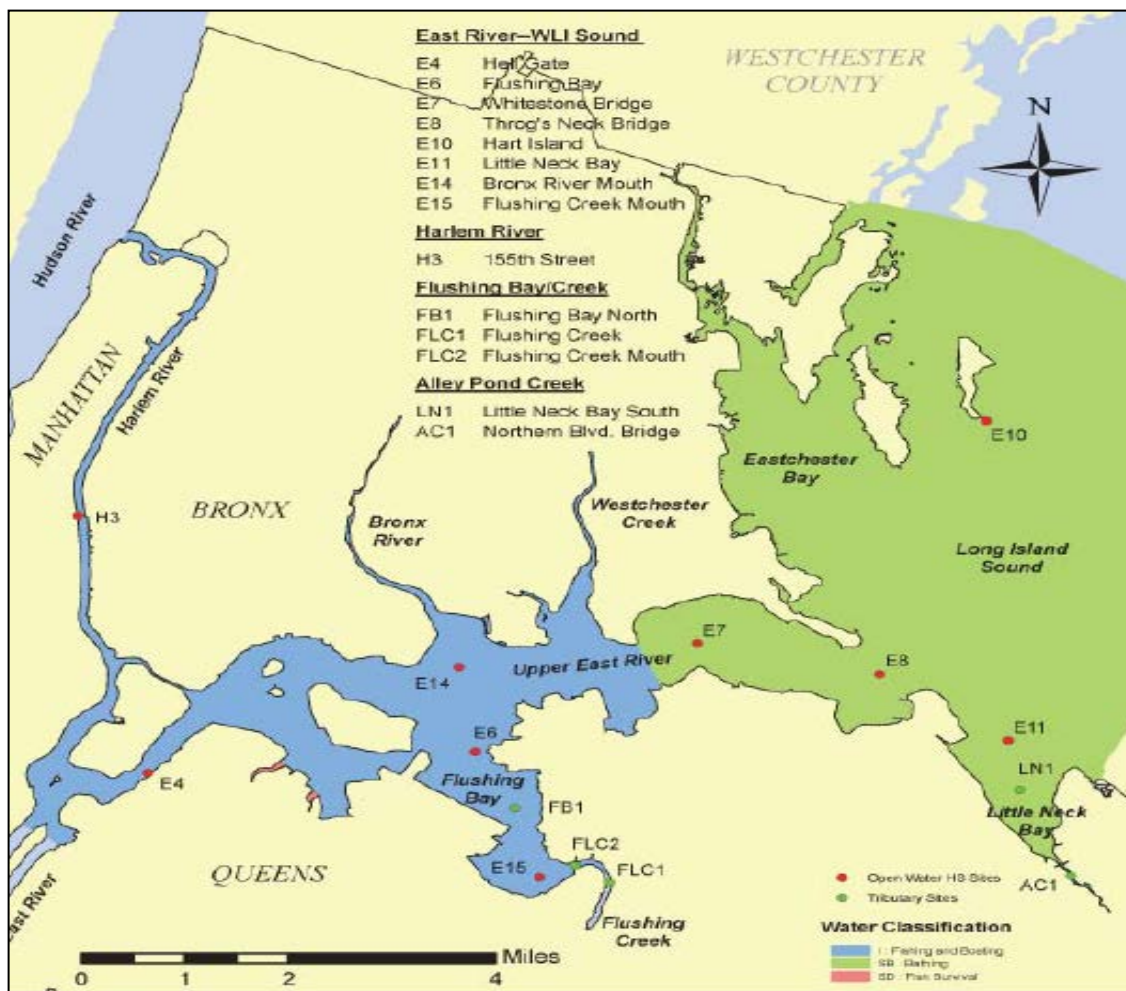 East River–WLI Sound
E4 Hell Gate
E6 Flushing Bay
E7 Whitestone Bridge
E8 Throg's Neck Bridge
E10 Hart Island
E11 Little Neck Bay
E14 Bronx River Mouth
E15 Flushing Creek Mouth
Harlem River
H3 155th Street
Flushing Bay/Creek
FB1 Flushing Bay North
FLC1 Flushing Creek
FLC2 Flushing Creek Mouth
Alley Pond Creek
LN1 Little Neck Bay South
AC1 Northern Blvd. Bridge
WESTCHESTER
COUNTY
N
Hudson River
MANHATTAN
Harlem River
H3
BRONX
Bronx
River
Westchester
Creek
Eastchester
Bay
E10
Long Island
Sound
E7
Upper East River
E8
E14
E6
E11
LN1
Little Neck
Bay
E4
Flushing
Bay
FB1
FLC2
FLC1
E15
QUEENS
Flushing
Creek
AC1
East River
Open Water HS Sites
Tributary Sites
Water Classification
I : Fishing and Boating
SB : Bathing
SD : Fish Survival
Miles
0 1 2 4